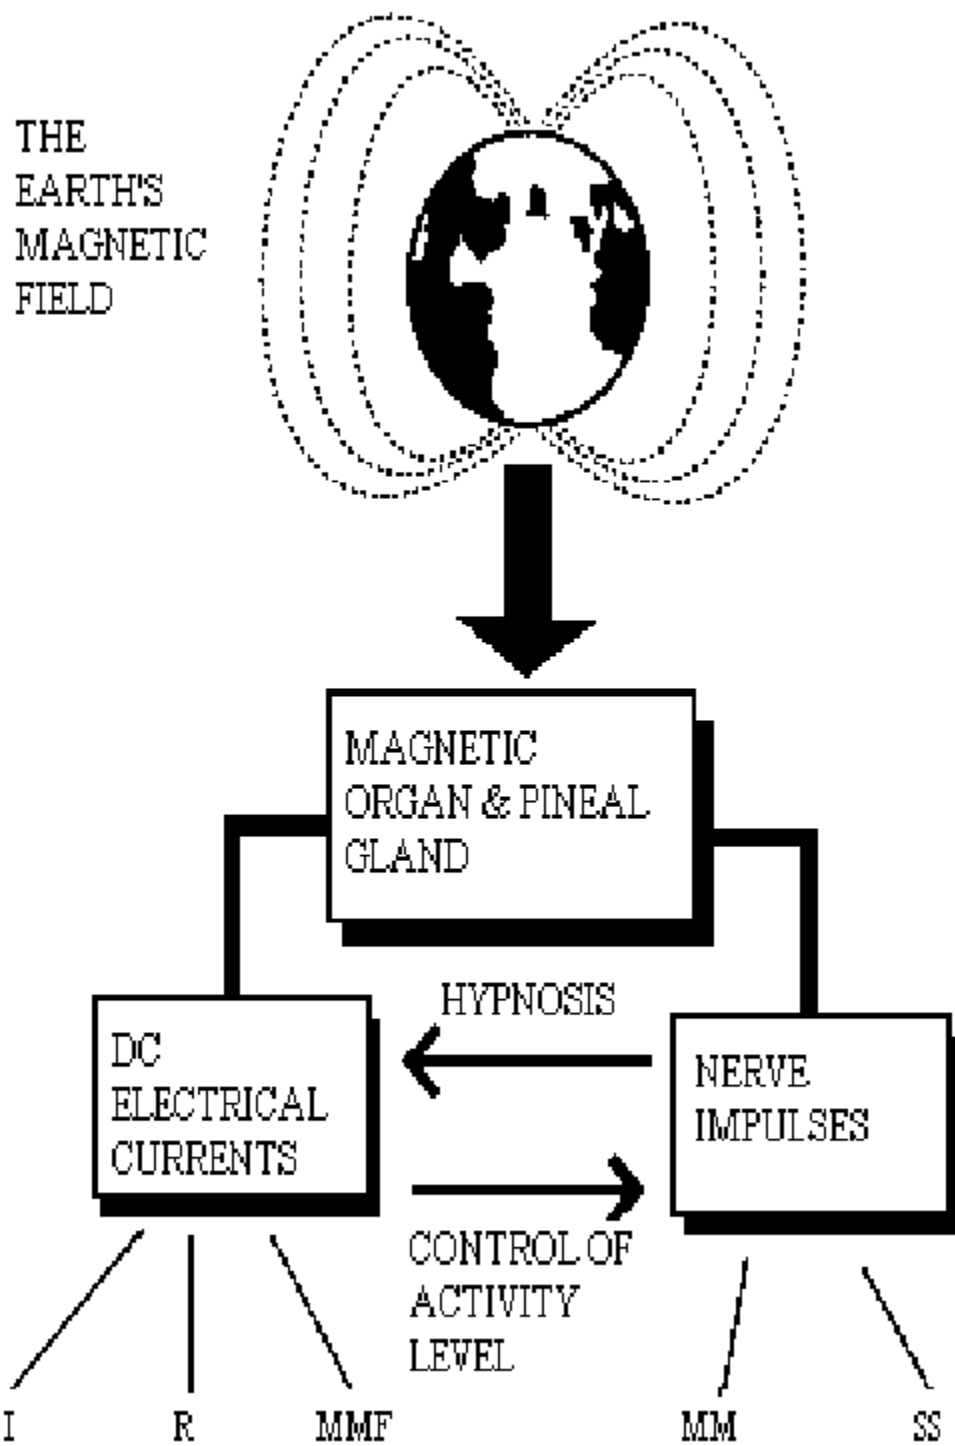 THE
EARTH'S
MAGNETIC
FIELD
MAGNETIC
ORGAN & PINEAL
GLAND
HYPNOSIS
DC
ELECTRICAL
CURRENTS
NERVE
IMPULSES
CONTROL OF
ACTIVITY
LEVEL
I R MMF MM SS